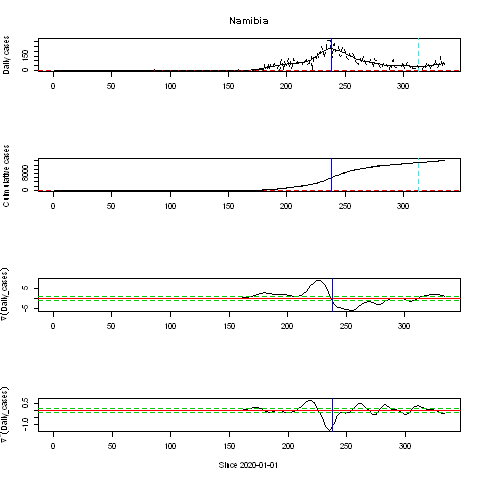 Namibia
Daily cases
0 150
0 50 100 150 200 250 300
Cumulative cases
0 8000
0 50 100 150 200 250 300
∇(Daily_cases)
-5 5
0 50 100 150 200 250 300
-1.0 0.5
0 50 100 150 200 250 300
Since 2020-01-01